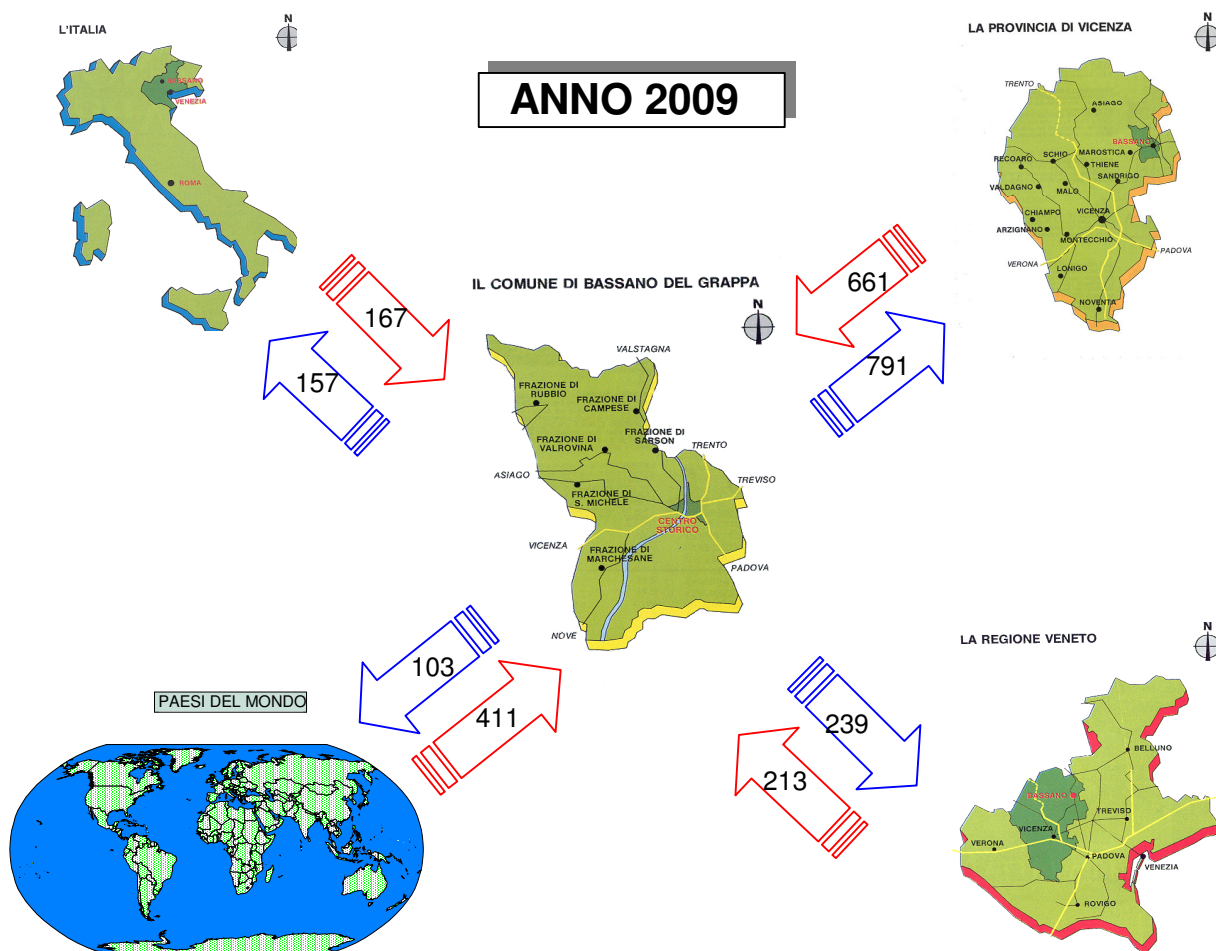 L'ITALIA
N
BASSANO
VENEZIA
ROMA
ANNO 2009
LA PROVINCIA DI VICENZA
N
TRENTO
ASIAGO
BASSANO
MAROSTICA
SCHIO
THIENE
RECOARO
SANDRIGO
VALDAGNO
MALO
CHIAMPO
VICENZA
ARZIGNANO
MONTECCHIO
PADOVA
VERONA
LONIGO
NOVENTA
167
157
661
791
IL COMUNE DI BASSANO DEL GRAPPA
N
VALSTAGNA
FRAZIONE DI
RUBBIO
FRAZIONE DI
CAMPESE
FRAZIONE DI
VALROVINA
FRAZIONE DI
SARSON
TRENTO
ASIAGO
TREVISO
FRAZIONE DI
S. MICHELE
CENTRO
STORICO
VICENZA
FRAZIONE DI
MARCHESANE
PADOVA
NOVE
103
411
239
213
PAESI DEL MONDO
LA REGIONE VENETO
N
BELLUNO
BASSANO
TREVISO
VICENZA
VERONA
PADOVA
VENEZIA
ROVIGO